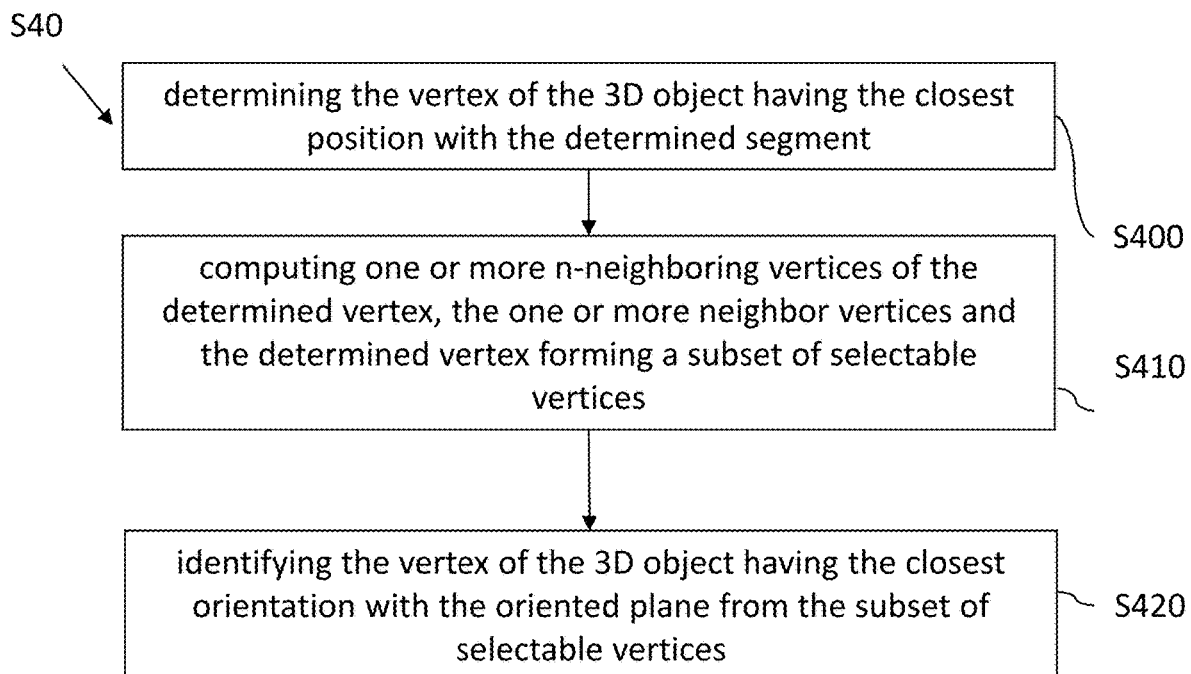 S40
determining the vertex of the 3D object having the closest
position with the determined segment
S400
computing one or more n-neighboring vertices of the
determined vertex, the one or more neighbor vertices and
the determined vertex forming a subset of selectable
vertices
S410
identifying the vertex of the 3D object having the closest
orientation with the oriented plane from the subset of
selectable vertices
S420